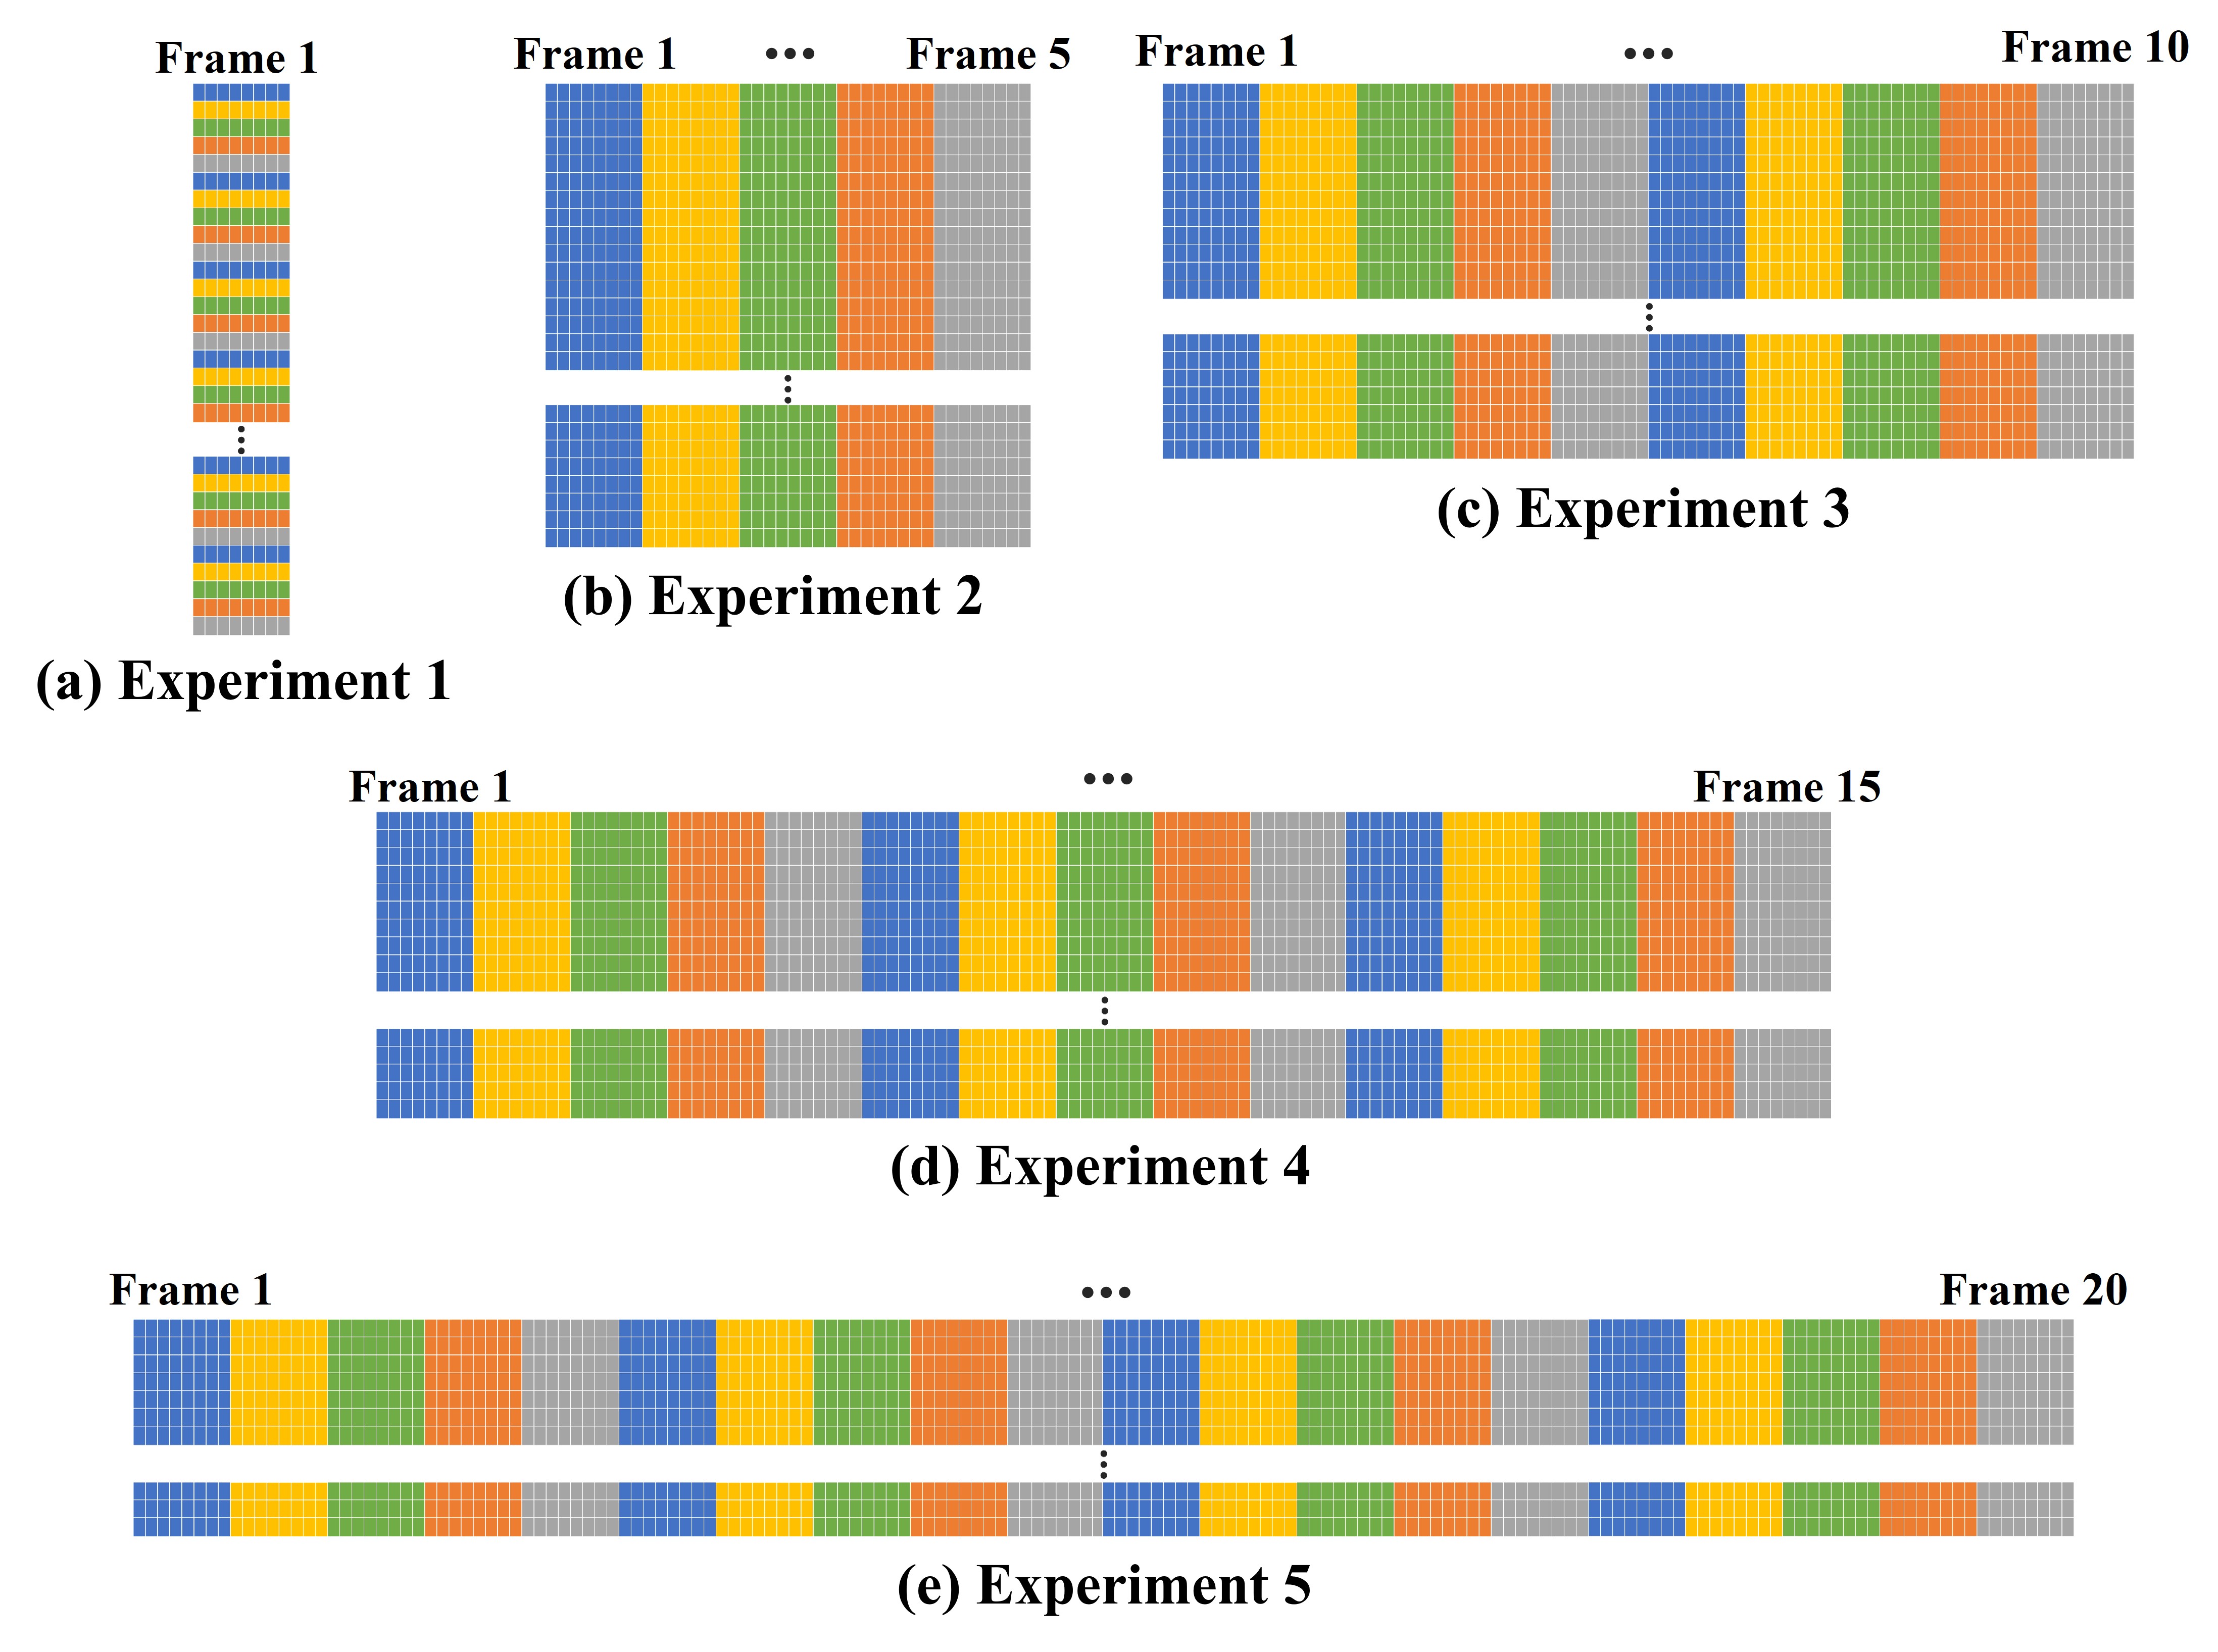 Frame 1
(a) Experiment 1
Frame 1 ••• Frame 5
(b) Experiment 2
Frame 1 ••• Frame 10
(c) Experiment 3
Frame 1 ••• Frame 15
(d) Experiment 4
Frame 1 ••• Frame 20
(e) Experiment 5